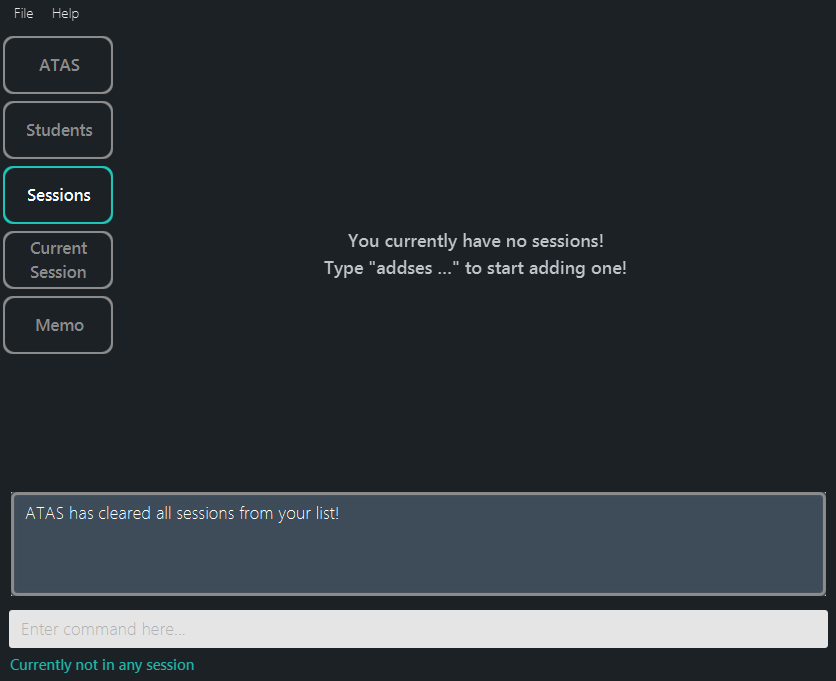 File Help
ATAS
Students
Sessions
Current
Session
Memo
You currently have no sessions!
Type "addses ..." to start adding one!
ATAS has cleared all sessions from your list!
Enter command here...
Currently not in any session